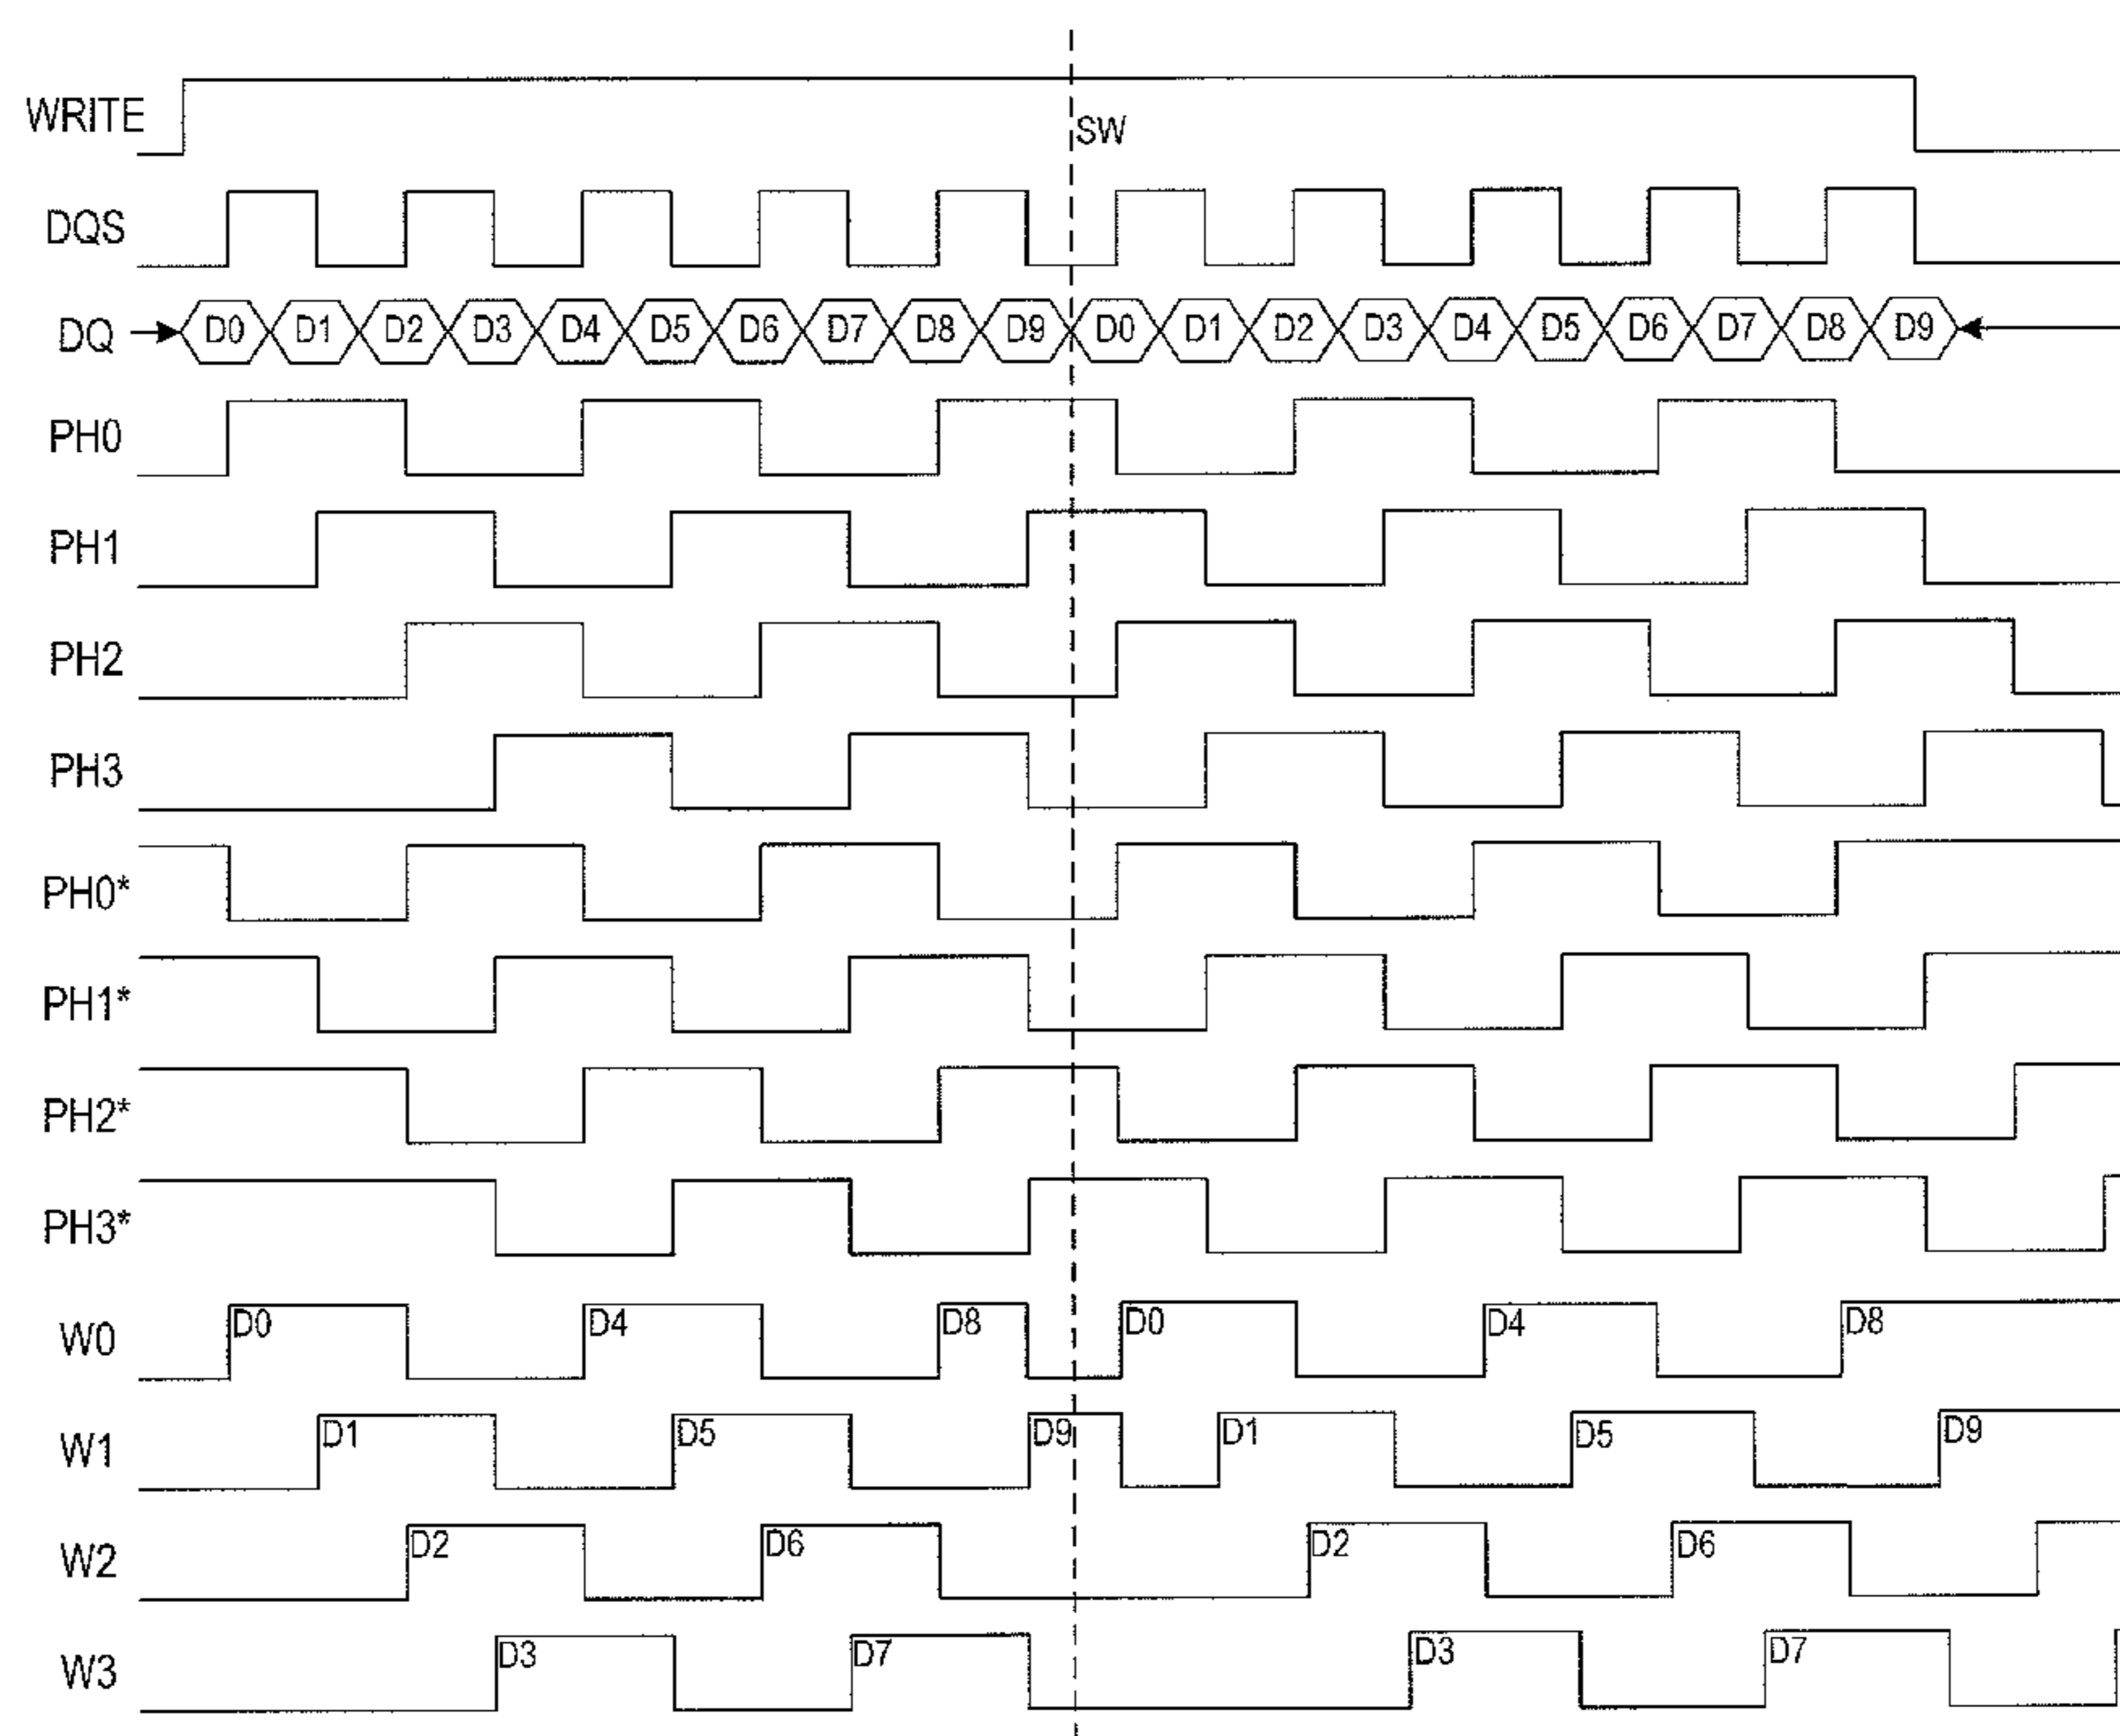 WRITE
SW
DQS
DQ D0 D1 D2 D3 D4 D5 D6 D7 D8 D9 D0 D1 D2 D3 D4 D5 D6 D7 D8 D9
PH0
PH1
PH2
PH3
PH0*
PH1*
PH2*
PH3*
W0 D0 D4 D8 D0 D4 D8
W1 D1 D5 D9 D1 D5 D9
W2 D2 D6 D2 D6
W3 D3 D7 D3 D7